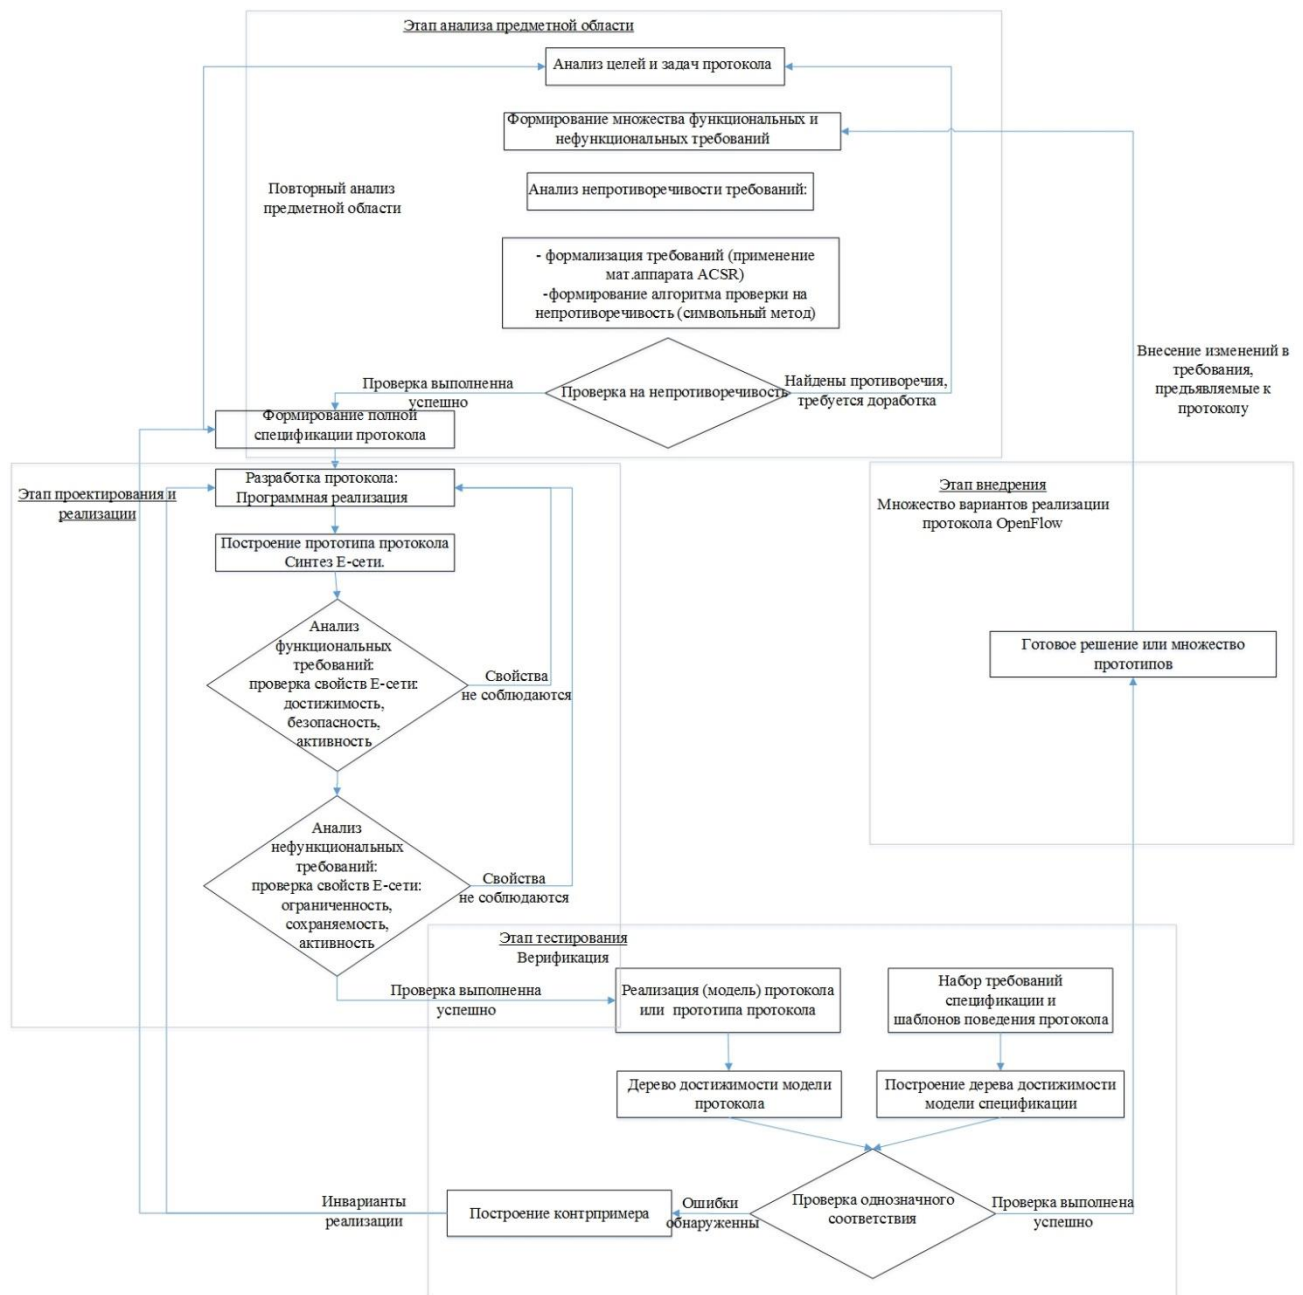 Этап анализа предметной области
Анализ целей и задач протокола
Формирование множества функциональных и
нефункциональных требований
Анализ непротиворечивости требований:
Повторный анализ
предметной области
- формализация требований (применение
мат.аппарата ACSR)
-формирование алгоритма проверки на
непротиворечивость (символьный метод)
Проверка на непротиворечивость
Проверка выполненна
успешно
Найдены противоречия,
требуется доработка
Внесение изменений в
требования,
предъявляемые к
протоколу
Формирование полной
спецификации протокола
Этап проектирования и
реализации
Разработка протокола:
Программная реализация
Построение прототипа протокола
Синтез Е-сети.
Анализ
функциональных
требований:
проверка свойств Е-сети:
достижимость,
безопасность,
активность
Свойства
не соблюдаются
Анализ
нефункциональных
требований:
проверка свойств Е-сети:
ограниченность,
сохраняемость,
активность
Свойства
не соблюдаются
Проверка выполненна
успешно
Этап внедрения
Множество вариантов реализации
протокола OpenFlow
Готовое решение или множество
прототипов
Этап тестирования
Верификация
Реализация (модель) протокола
или прототипа протокола
Набор требований
спецификации и
шаблонов поведения протокола
Дерево достижимости модели
протокола
Построение дерева достижимости
модели спецификации
Проверка однозначного
соответствия
Проверка выполнена
успешно
Ошибки
обнаруженны
Построение контрпримера
Инварианты
реализации